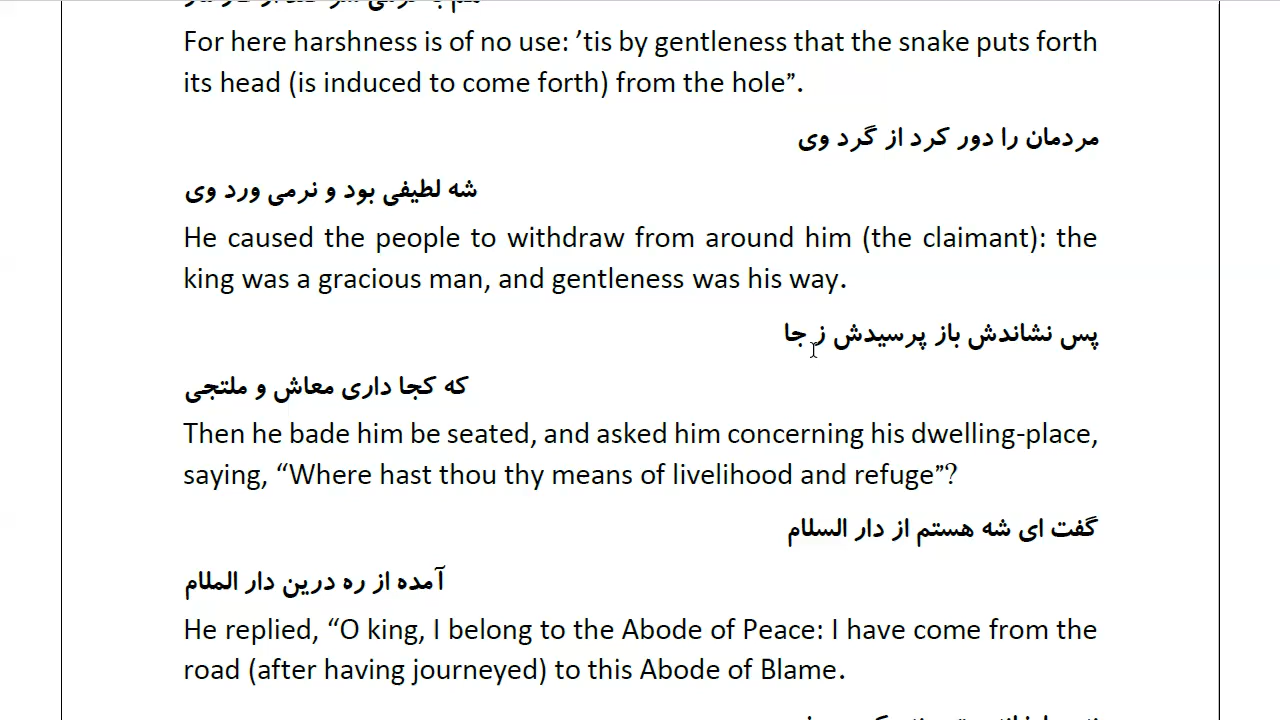 For here harshness is of no use: ’tis by gentleness that the snake puts forth
its head (is induced to come forth) from the hole”.
مردمان را دور کرد از گرد وی
شه لطیفی بود و نرمی ورد وی
He caused the people to withdraw from around him (the claimant): the
king was a gracious man, and gentleness was his way.
پس نشاندش باز پرسیدش ز جا
که کجا داری معاش و ملتجی
Then he bade him be seated, and asked him concerning his dwelling-place,
saying, “Where hast thou thy means of livelihood and refuge”?
گفت ای شه هستم از دار السلام
آمده از ره درین دار الملام
He replied, “O king, I belong to the Abode of Peace: I have come from the
road (after having journeyed) to this Abode of Blame.